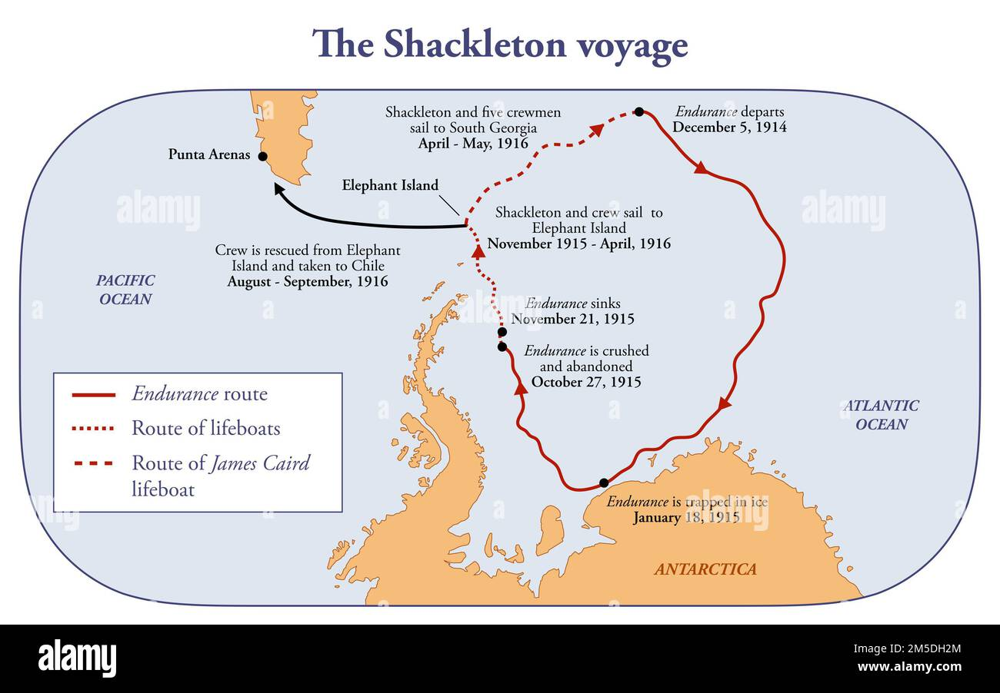 The Shackleton voyage
Shackleton and five crewmen
sail to South Georgia
April - May, 1916
Endurance departs
December 5, 1914
Punta Arenas
Elephant Island
Shackleton and crew sail to
Elephant Island
November 1915 - April, 1916
Crew is rescued from Elephant
Island and taken to Chile
August - September, 1916
PACIFIC
OCEAN
Endurance sinks
November 21, 1915
Endurance is crushed
and abandoned
October 27, 1915
Endurance route
Route of lifeboats
Route of James Caird
lifeboat
ATLANTIC
OCEAN
Endurance is trapped in ice
January 18, 1915
ANTARCTICA
alamy
alamy
alamy
alamy
alamy
a
a
a
a
a
a
a
a
a
a
a
alamy
Image ID: 2M5DH2M
www.alamy.com